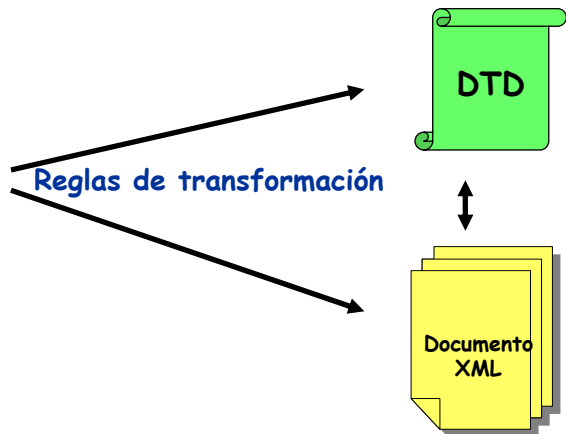 DTD
Reglas de transformación
Documento
XML